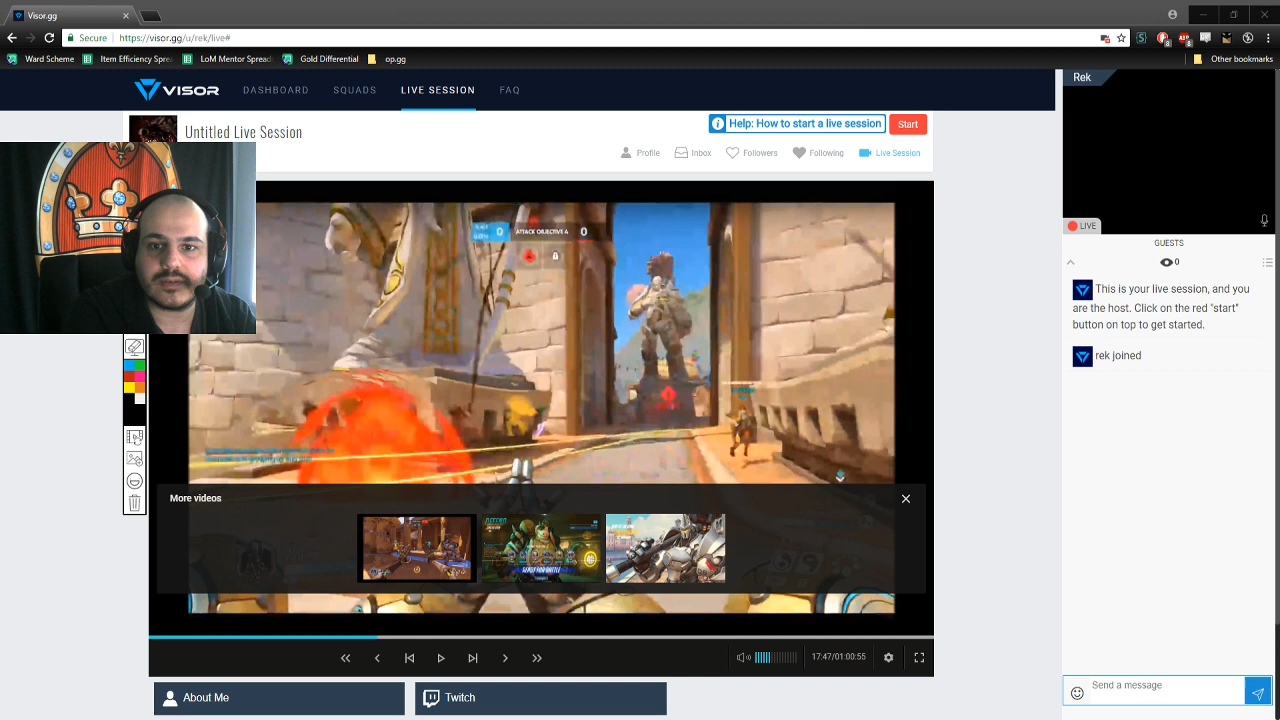 Visor.gg
Secure
https://visor.gg/u/rek/live#
Ward Scheme
Item Efficiency Spre
LoM Mentor Spread
Gold Differential
op.gg
Other bookmarks
VISOR
DASHBOARD
SQUADS
LIVE SESSION
FAQ
Rek
Untitled Live Session
Help: How to start a live session
Start
Profile
Inbox
Followers
Following
Live Session
LIVE
GUESTS
0
This is your live session, and you
are the host. Click on the red "start"
button on top to get started.
rek joined
0 ATTACK OBJECTIVE A 0
More videos
17:47/01:00:55
About Me
Twitch
Send a message